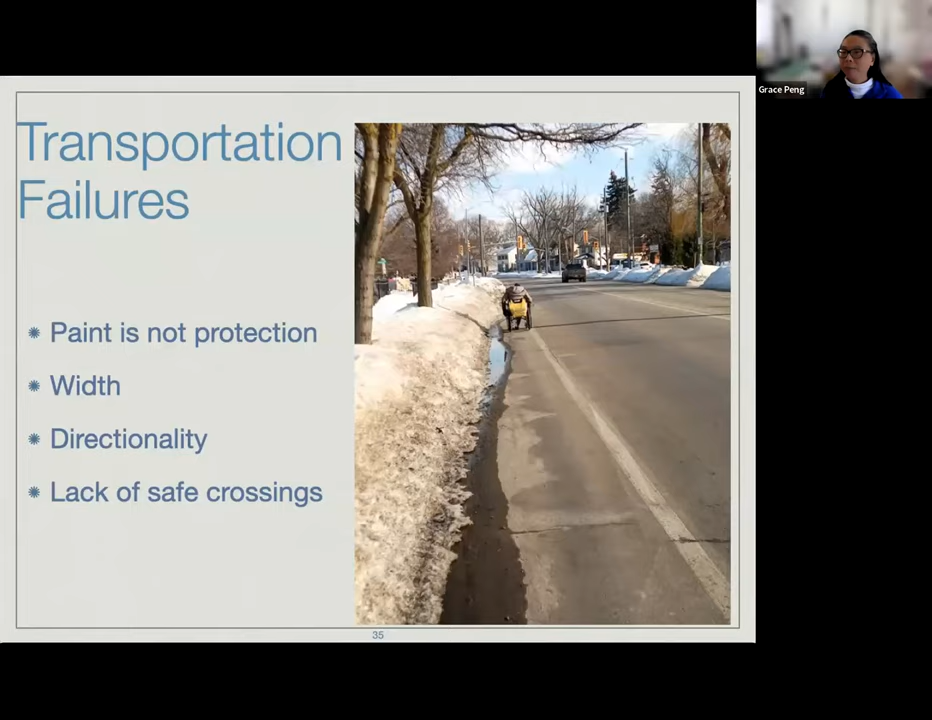 Transportation
Failures
Paint is not protection
Width
Directionality
Lack of safe crossings
35
Grace Peng